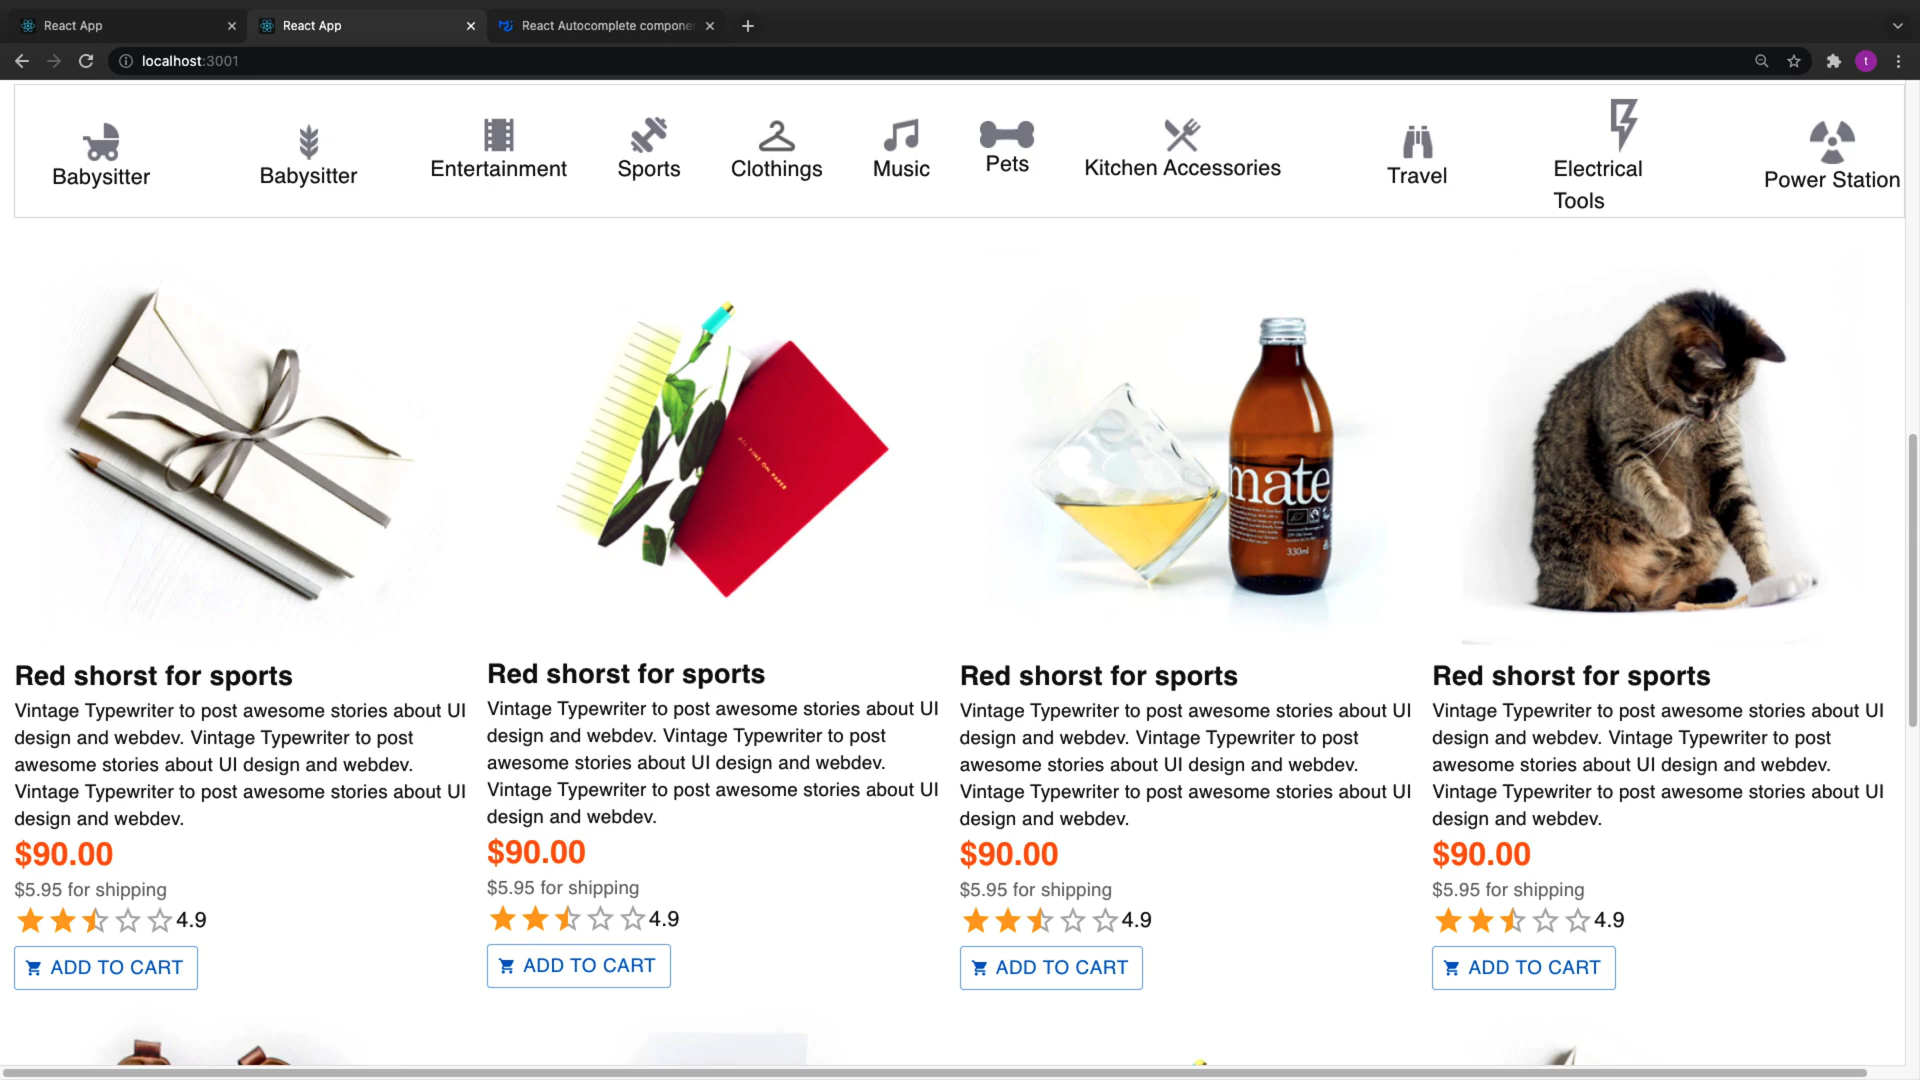 React App
React App
React Autocomplete compone
localhost:3001
t
Babysitter
Babysitter
Entertainment
Sports
Clothings
Music
Pets
Kitchen Accessories
Travel
Electrical
Tools
Power Station
ALL TIME ON PAPER
mate
330ml
Red shorst for sports
Vintage Typewriter to post awesome stories about UI
design and webdev. Vintage Typewriter to post
awesome stories about UI design and webdev.
Vintage Typewriter to post awesome stories about UI
design and webdev.
$90.00
$5.95 for shipping
4.9
ADD TO CART
Red shorst for sports
Vintage Typewriter to post awesome stories about UI
design and webdev. Vintage Typewriter to post
awesome stories about UI design and webdev.
Vintage Typewriter to post awesome stories about UI
design and webdev.
$90.00
$5.95 for shipping
4.9
ADD TO CART
Red shorst for sports
Vintage Typewriter to post awesome stories about UI
design and webdev. Vintage Typewriter to post
awesome stories about UI design and webdev.
Vintage Typewriter to post awesome stories about UI
design and webdev.
$90.00
$5.95 for shipping
4.9
ADD TO CART
Red shorst for sports
Vintage Typewriter to post awesome stories about UI
design and webdev. Vintage Typewriter to post
awesome stories about UI design and webdev.
Vintage Typewriter to post awesome stories about UI
design and webdev.
$90.00
$5.95 for shipping
4.9
ADD TO CART